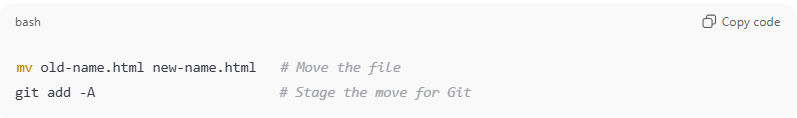 bash
Copy code
mv old-name.html new-name.html   # Move the file
git add -A                       # Stage the move for Git